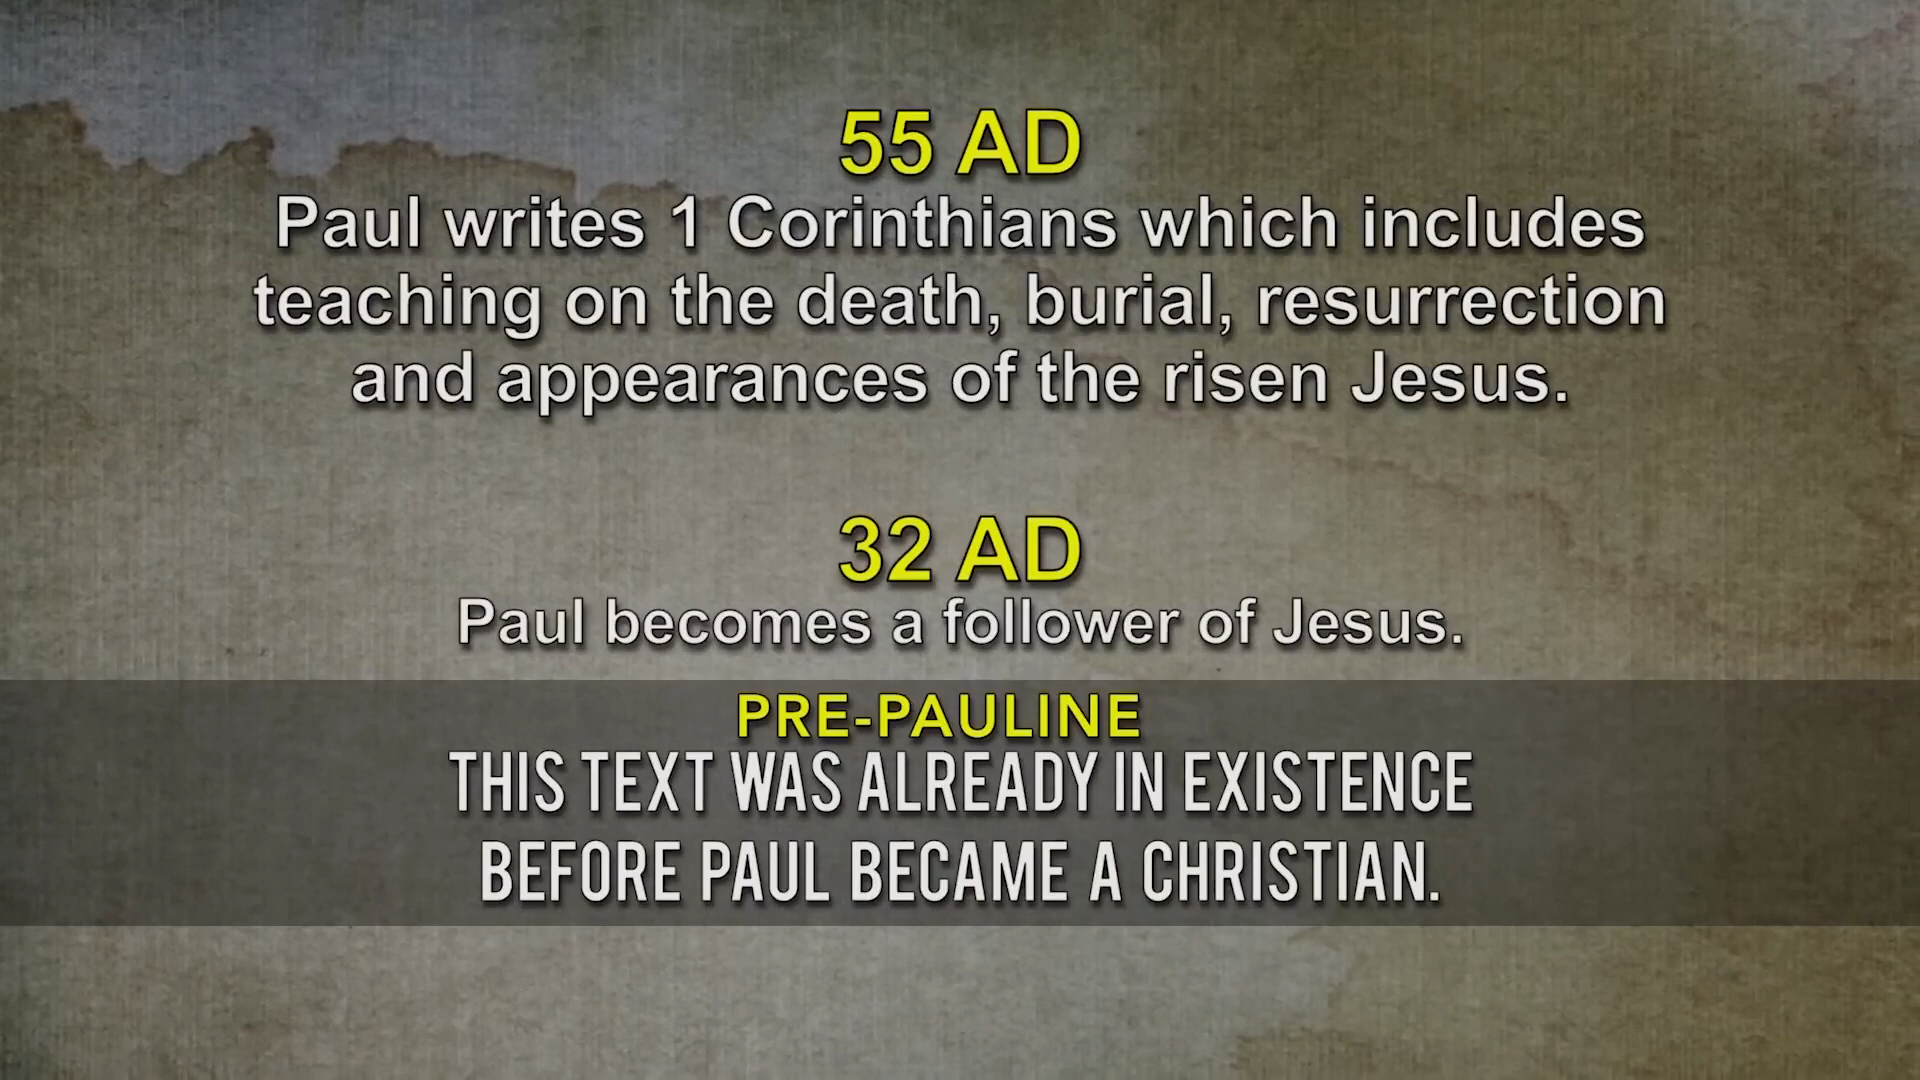 55 AD
Paul writes 1 Corinthians which includes
teaching on the death, burial, resurrection
and appearances of the risen Jesus.
32 AD
Paul becomes a follower of Jesus.
PRE-PAULINE
THIS TEXT WAS ALREADY IN EXISTENCE
BEFORE PAUL BECAME A CHRISTIAN.